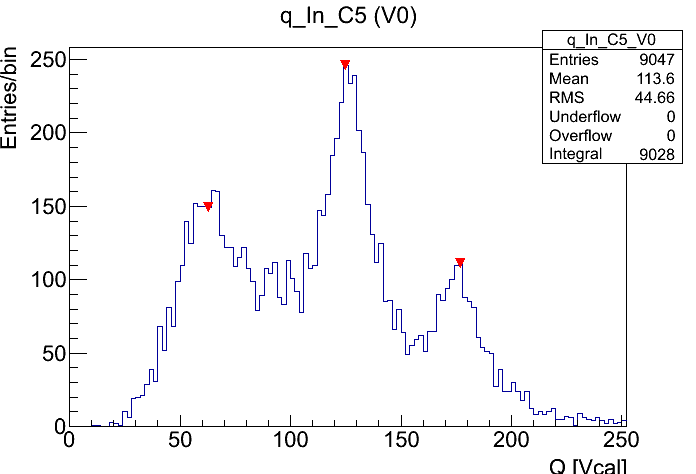 q_In_C5 (V0)
q_In_C5_V0
Entries 9047
Mean 113.6
RMS 44.66
Underflow 0
Overflow 0
Integral 9028
Entries/bin
250
200
150
100
50
0
0 50 100 150 200 250
Q [Vcal]